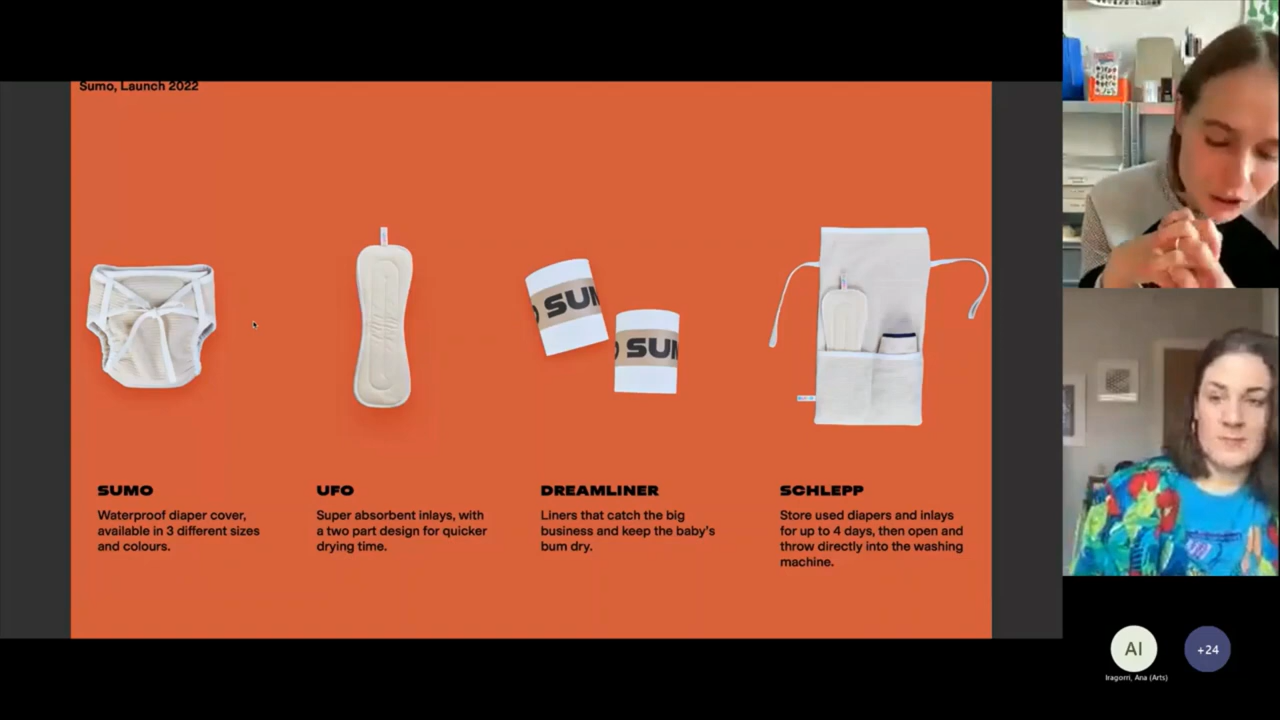 Sumo, Launch 2022
SUM
SUM
SUMO
Waterproof diaper cover,
available in 3 different sizes
and colours.
UFO
Super absorbent inlays, with
a two part design for quicker
drying time.
DREAMLINER
Liners that catch the big
business and keep the baby's
bum dry.
SCHLEPP
Store used diapers and inlays
for up to 4 days, then open and
throw directly into the washing
machine.
AI
+24
Iragorri, Ana (Arts)